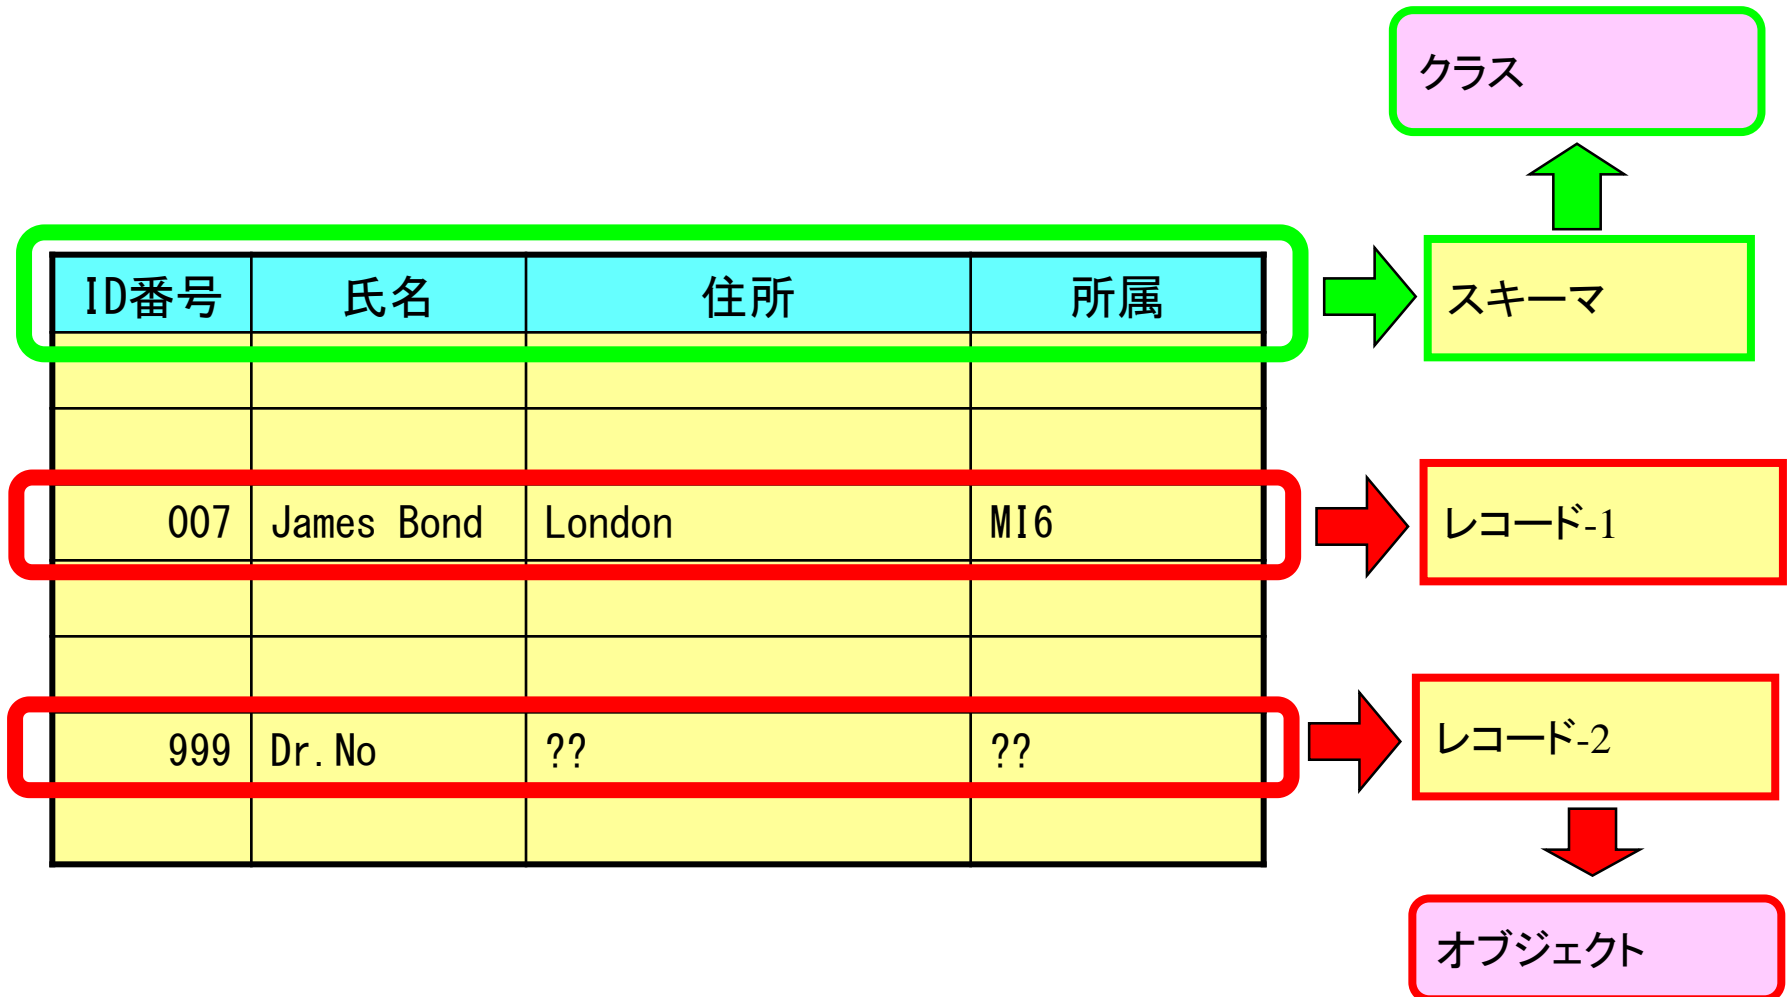 クラス
ID番号 氏名 住所 所属
スキーマ
007 James Bond London MI6
レコード-1
999 Dr.No ?? ??
レコード-2
オブジェクト